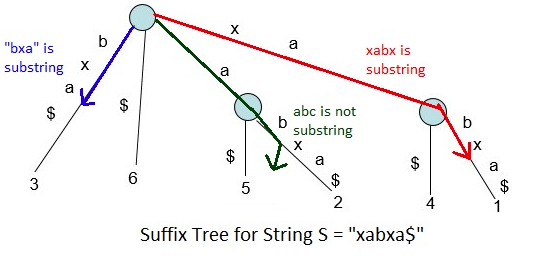 "bxa" is
substring
b
x
a
$
3
$
6
a
$
5
b
x
a
$
2
abc is not
substring
x
a
xabx is
substring
$
4
b
x
a
$
1
Suffix Tree for String S = "xabxa$"